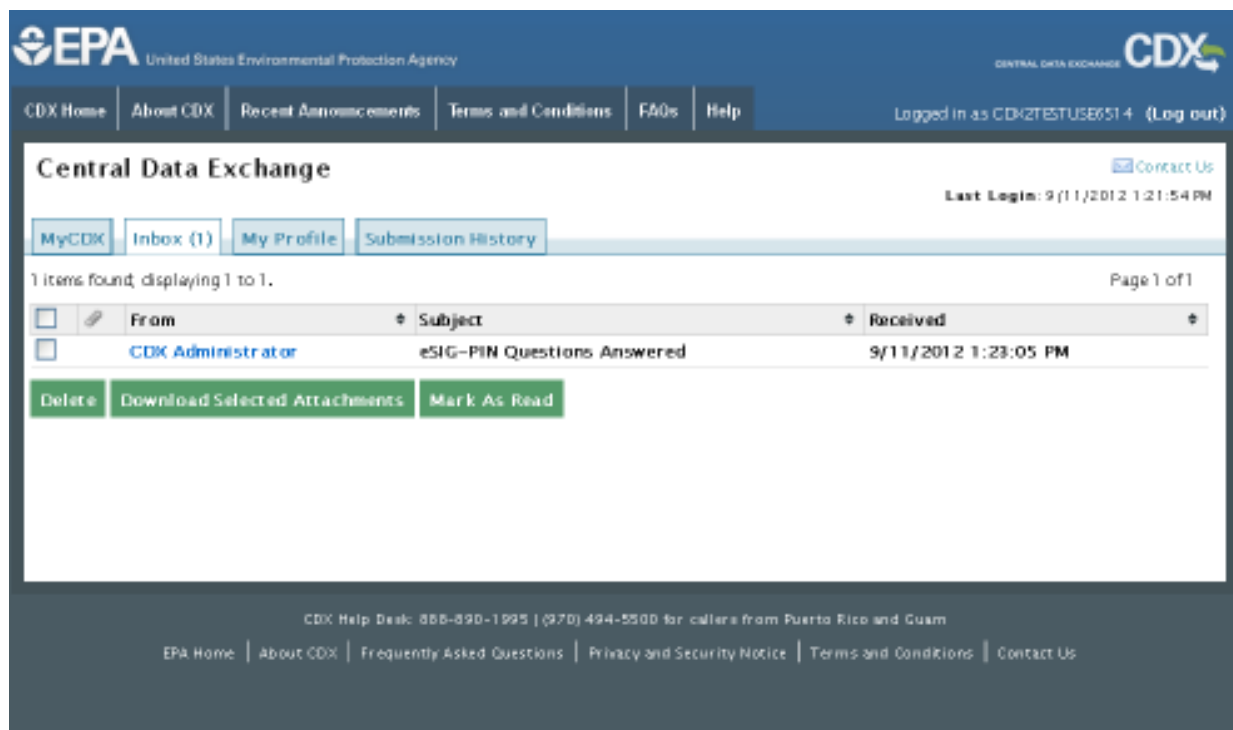 EPA United States Environmental Protection Agency
CENTRAL DATA EXCHANGE CDX
CDX Home About CDX Recent Announcements Terms and Conditions FAQs Help Logged in as CDX2TESTUSE6514 (Log out)
Central Data Exchange
Contact Us
Last Login: 9/11/2012 1:21:54 PM
MyCDX Inbox (1) My Profile Submission History
1 items found, displaying 1 to 1. Page 1 of 1
From Subject Received
CDX Administrator eSIG-PIN Questions Answered 9/11/2012 1:23:05 PM
Delete Download Selected Attachments Mark As Read
CDX Help Desk: 888-890-1995 | (970) 494-5500 for callers from Puerto Rico and Guam
EPA Home | About CDX | Frequently Asked Questions | Privacy and Security Notice | Terms and Conditions | Contact Us